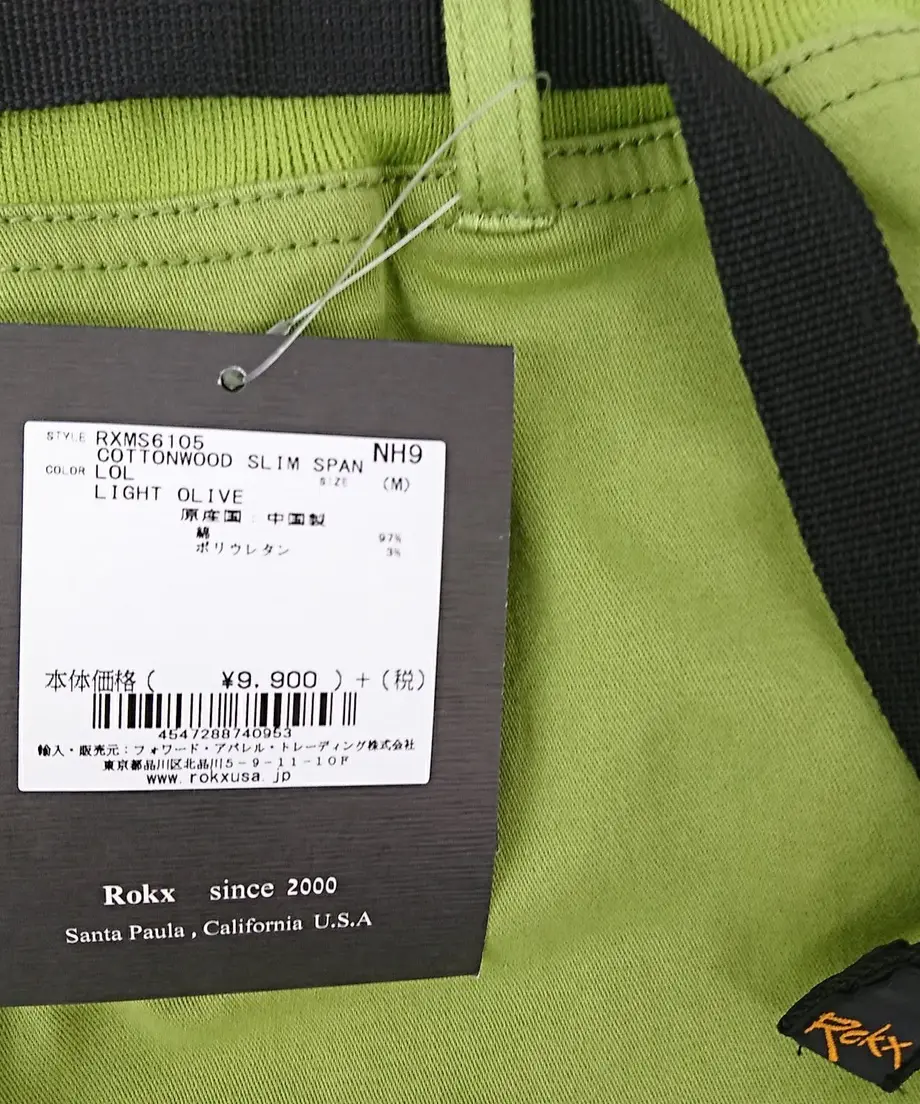 STYLE RXMS6105 NH9
COTTONWOOD SLIM SPAN
COLOR LOL SIZE (M)
LIGHT OLIVE
原産国：中国製
綿 97%
ポリウレタン 3%
本体価格( ¥9.900 )+(税)
4547288740953
輸入・販売元：フォワード・アパレル・トレーディング株式会社
東京都品川区北品川5-9-11-10F
www.rokxusa.jp
Rokx since 2000
Santa Paula , California U.S.A
Rokx